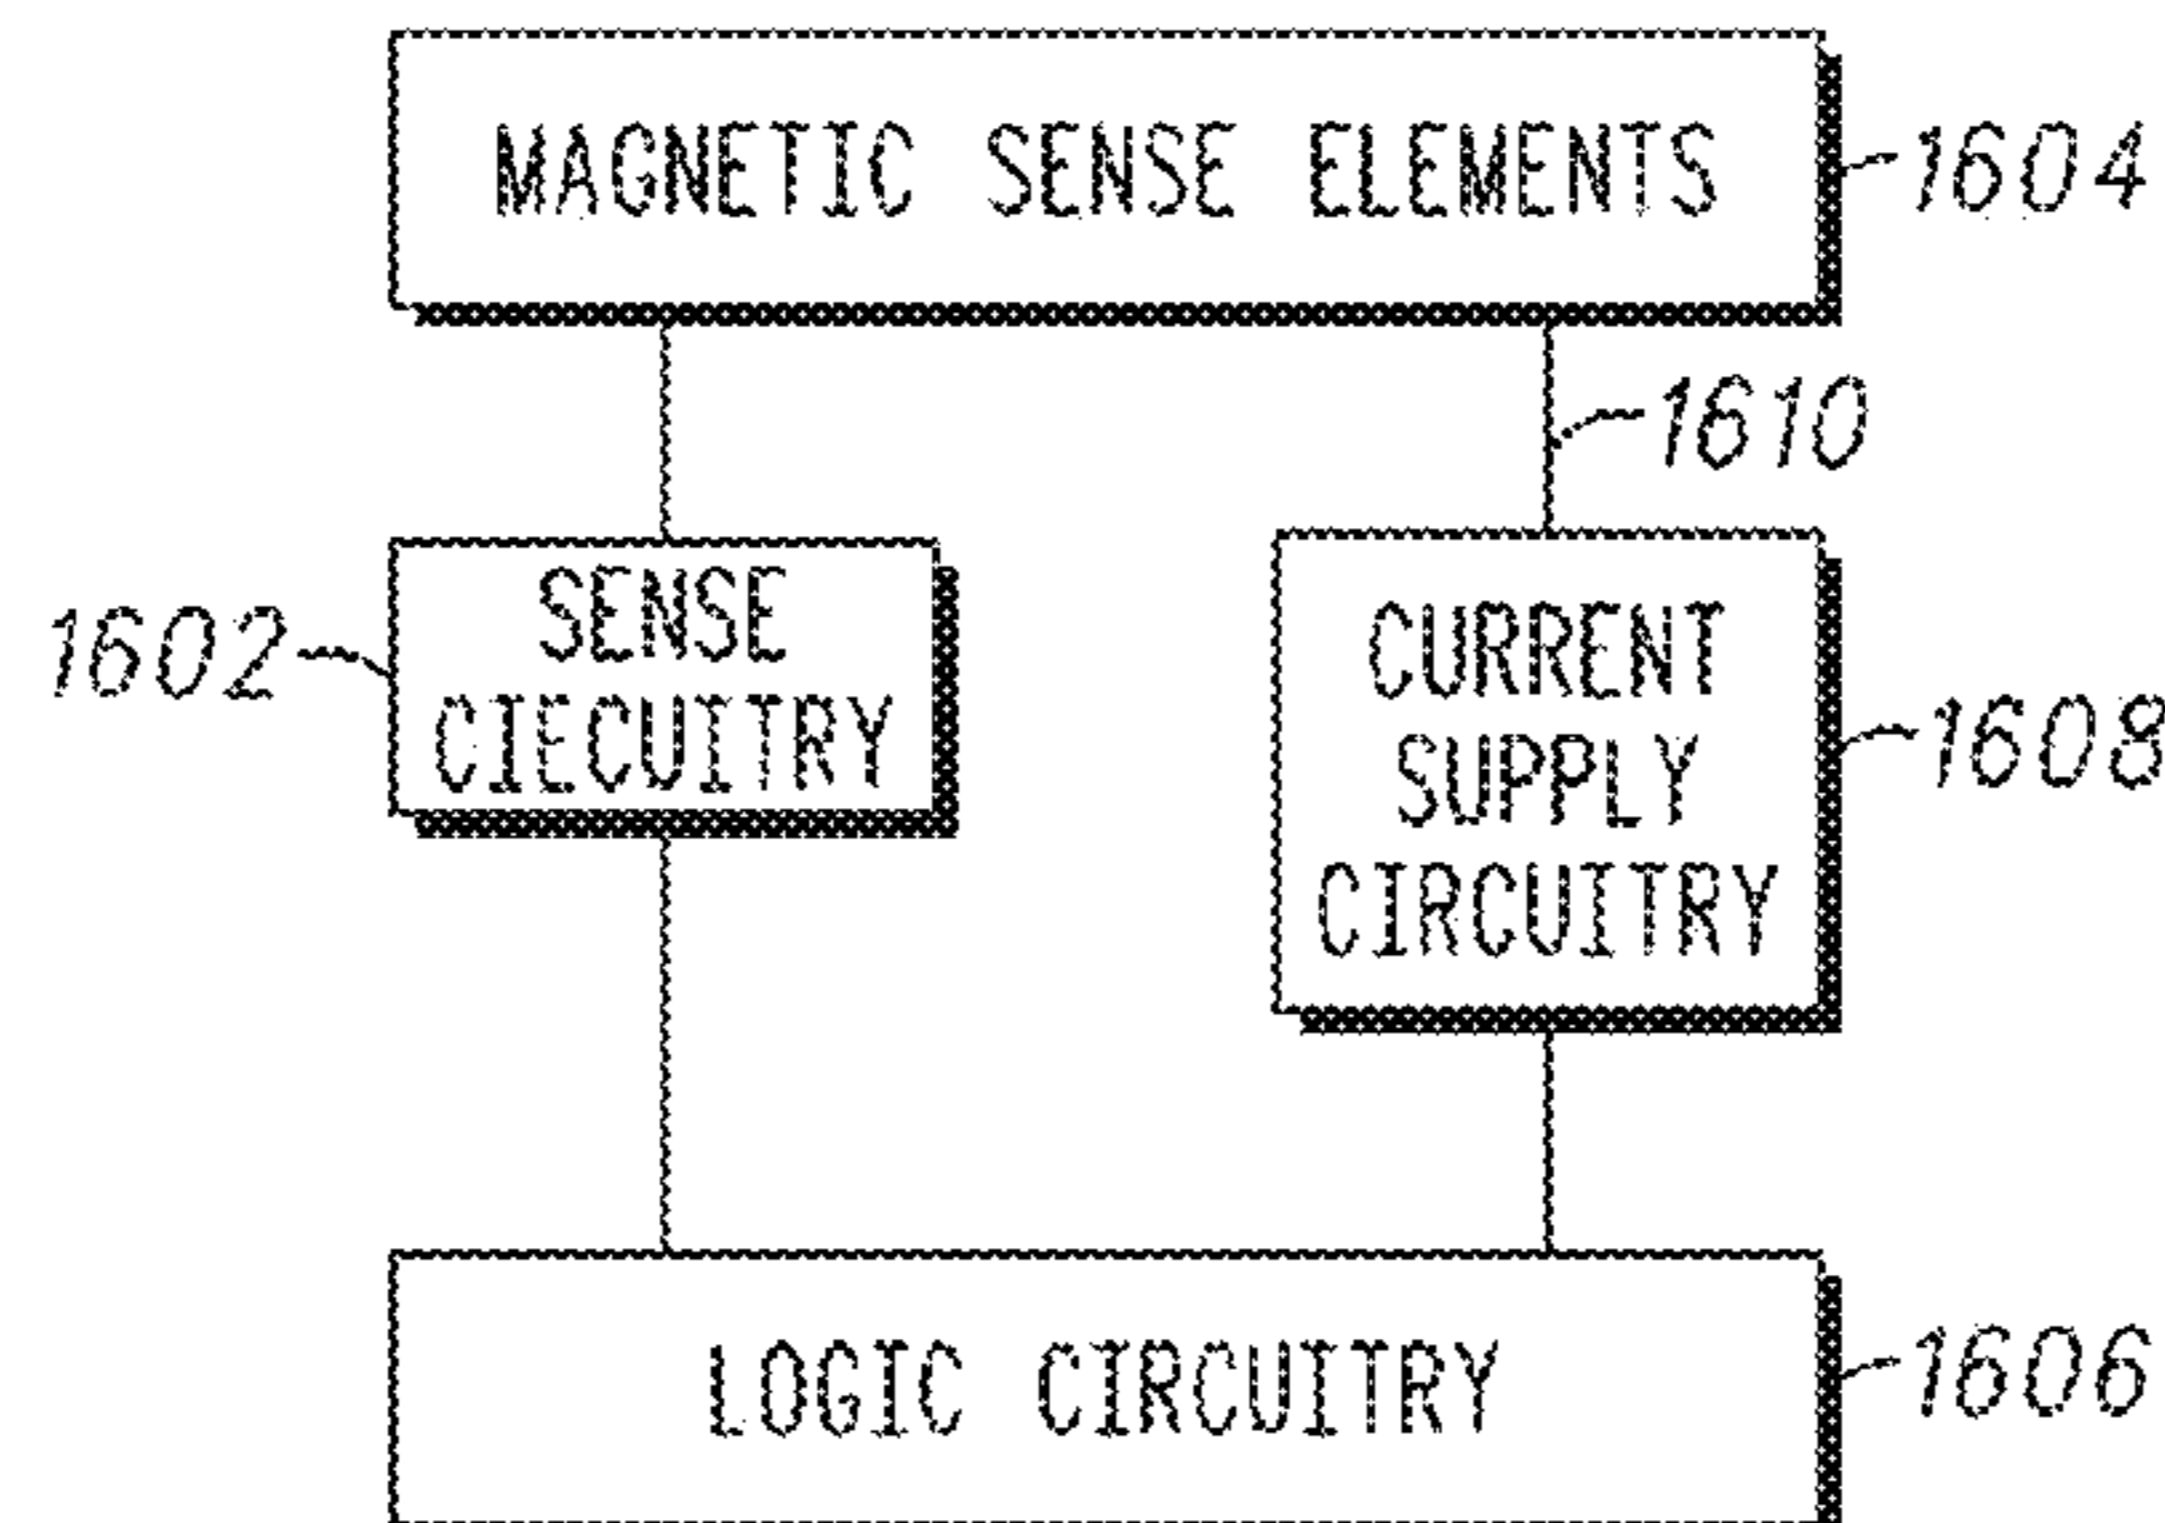 MAGNETIC SENSE ELEMENTS
1604
1610
1602
SENSE
CIECUITRY
CURRENT
SUPPLY
CIRCUITRY
1608
LOGIC CIRCUITRY
1606